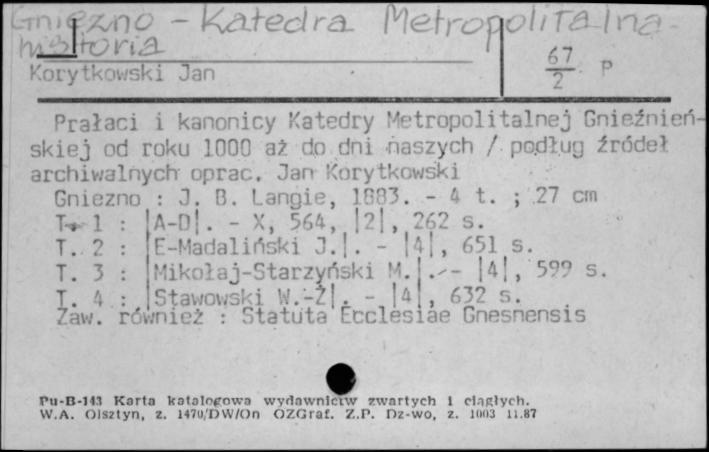 Gniezno - Katedra Metropolitalna -
historia
67
2
P
Korytkowski Jan
Prałaci i kanonicy Katedry Metropolitalnej Gnieźnień-
skiej od roku 1000 aż do dni naszych / podług źródeł
archiwalnych oprac. Jan Korytkowski
Gniezno : J. B. Langie, 1883. - 4 t. ; 27 cm
T. 1 : |A-D|. - X, 564, |2|, 262 s.
T. 2 : |E-Madaliński J.|. - |4|, 651 s.
T. 3 : |Mikołaj-Starzyński M.|.- |4|, 599 s.
T. 4 : |Stawowski W.-Ż|. - |4|, 632 s.
Zaw. również : Statuta Ecclesiae Gnesnensis
Pu-B-143 Karta katalogowa wydawnictw zwartych i ciągłych.
W.A. Olsztyn, z. 1470/DW/On OZGraf. Z.P. Dz-wo, z. 1003 11.87